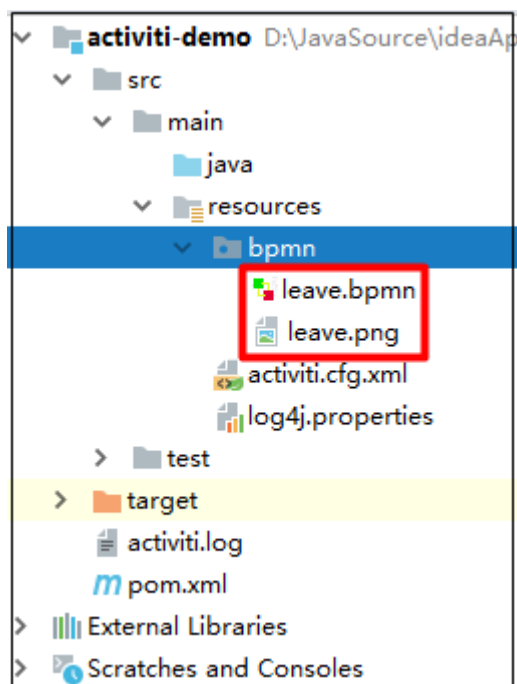 activiti-demo D:\JavaSource\ideaAp
src
main
java
resources
bpmn
leave.bpmn
leave.png
activiti.cfg.xml
log4j.properties
test
target
activiti.log
pom.xml
External Libraries
Scratches and Consoles